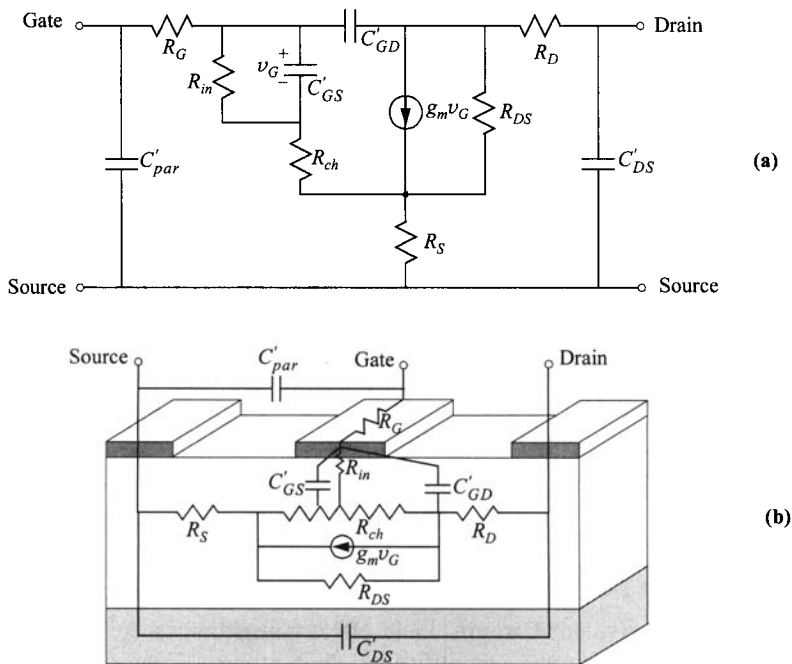 Gate
R_G
C'_GD
R_D
Drain
R_in
v_G
+
−
C'_GS
g_m v_G
R_DS
R_ch
C'_par
C'_DS
(a)
R_S
Source
Source
Source
C'_par
Gate
Drain
R_G
R_in
C'_GS
C'_GD
R_S
R_ch
R_D
(b)
g_m v_G
R_DS
C'_DS